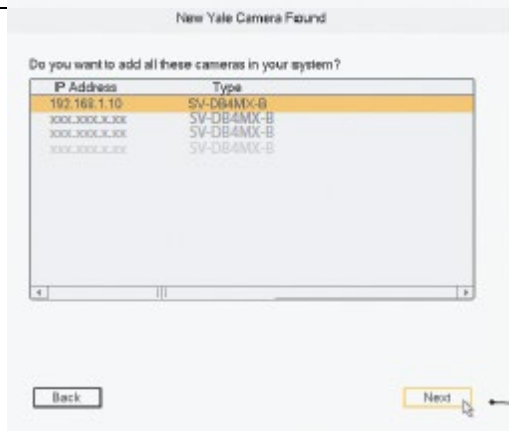 New Yale Camera Found
Do you want to add all these cameras in your system?
IP Address Type
192.168.1.10 SV-DB4MX-B
xxx.xxx.x.xx SV-DB4MX-B
xxx.xxx.x.xx SV-DB4MX-B
xxx.xxx.x.xx SV-DB4MX-B
Back Next